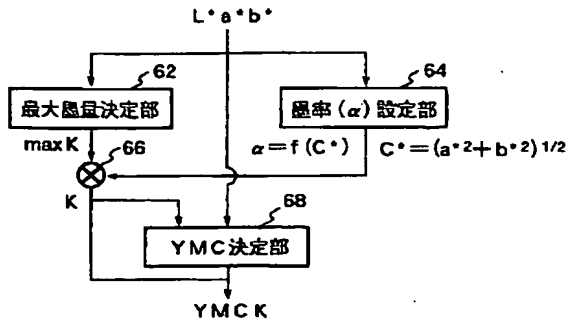 L*a*b*
62
64
最大墨量決定部
墨率(α)設定部
maxK
66
α=f(C*)
C*=(a*2+b*2)1/2
K
68
YMC決定部
YMCK